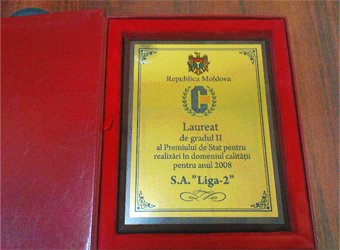 Republica Moldova
C
Laureat
de gradul II
al Premiului de Stat pentru
realizări în domeniul calităţii
pentru anul 2008
S.A. "Liga-2"